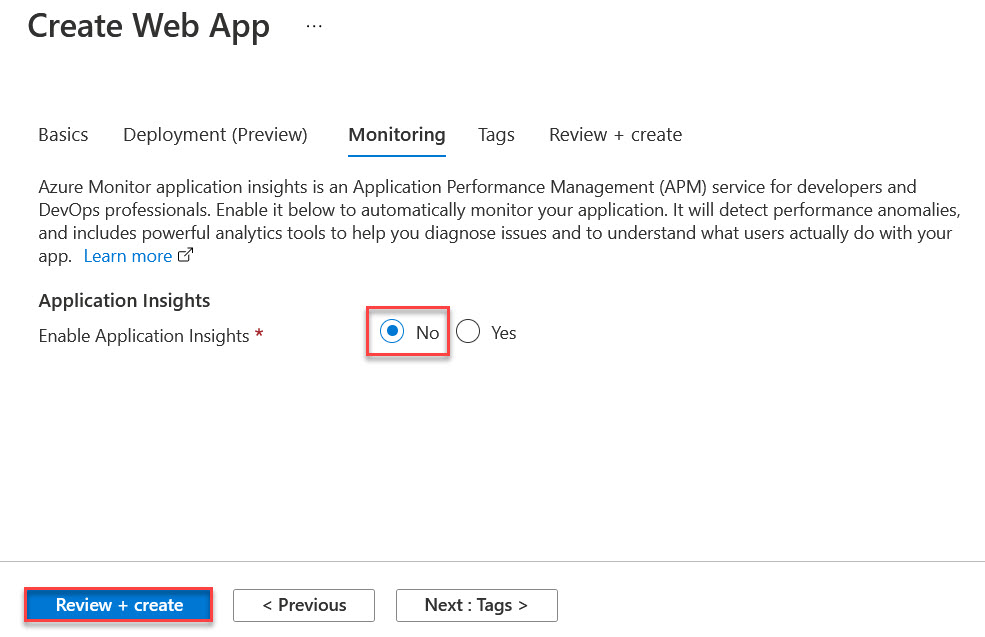 Create Web App ...
Basics Deployment (Preview) Monitoring Tags Review + create
Azure Monitor application insights is an Application Performance Management (APM) service for developers and
DevOps professionals. Enable it below to automatically monitor your application. It will detect performance anomalies,
and includes powerful analytics tools to help you diagnose issues and to understand what users actually do with your
app. Learn more
Application Insights
Enable Application Insights * No Yes
Review + create < Previous Next : Tags >